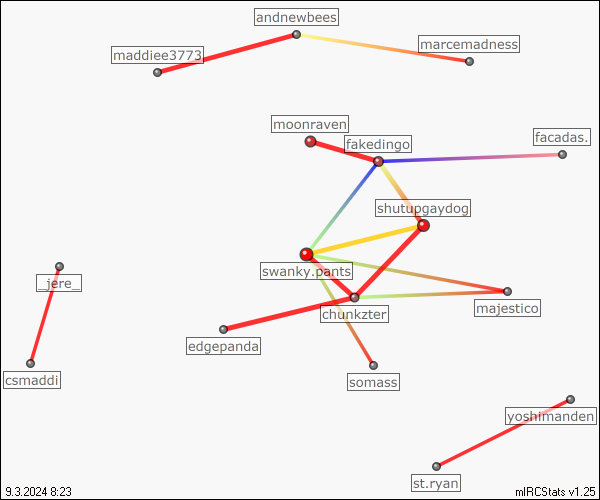 andnewbees
marcemadness
maddiee3773
moonraven
facadas.
fakedingo
shutupgaydog
swanky.pants
_jere_
majestico
chunkzter
edgepanda
somass
csmaddi
yoshimanden
st.ryan
9.3.2024 8:23
mIRCStats v1.25